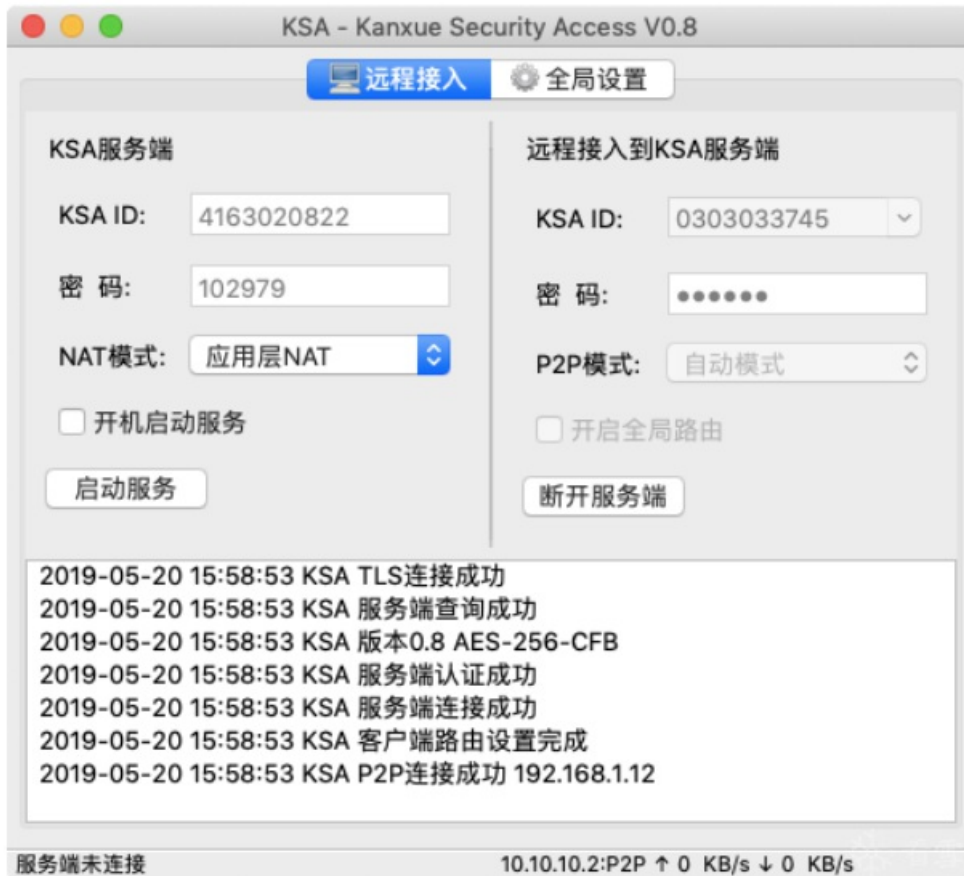 KSA - Kanxue Security Access V0.8
远程接入
全局设置
KSA服务端
KSA ID:
4163020822
密 码:
102979
NAT模式:
应用层NAT
开机启动服务
启动服务
远程接入到KSA服务端
KSA ID:
0303033745
密 码:
●●●●●●
P2P模式:
自动模式
开启全局路由
断开服务端
2019-05-20 15:58:53 KSA TLS连接成功
2019-05-20 15:58:53 KSA 服务端查询成功
2019-05-20 15:58:53 KSA 版本0.8 AES-256-CFB
2019-05-20 15:58:53 KSA 服务端认证成功
2019-05-20 15:58:53 KSA 服务端连接成功
2019-05-20 15:58:53 KSA 客户端路由设置完成
2019-05-20 15:58:53 KSA P2P连接成功 192.168.1.12
服务端未连接
10.10.10.2:P2P ↑ 0 KB/s ↓ 0 KB/s